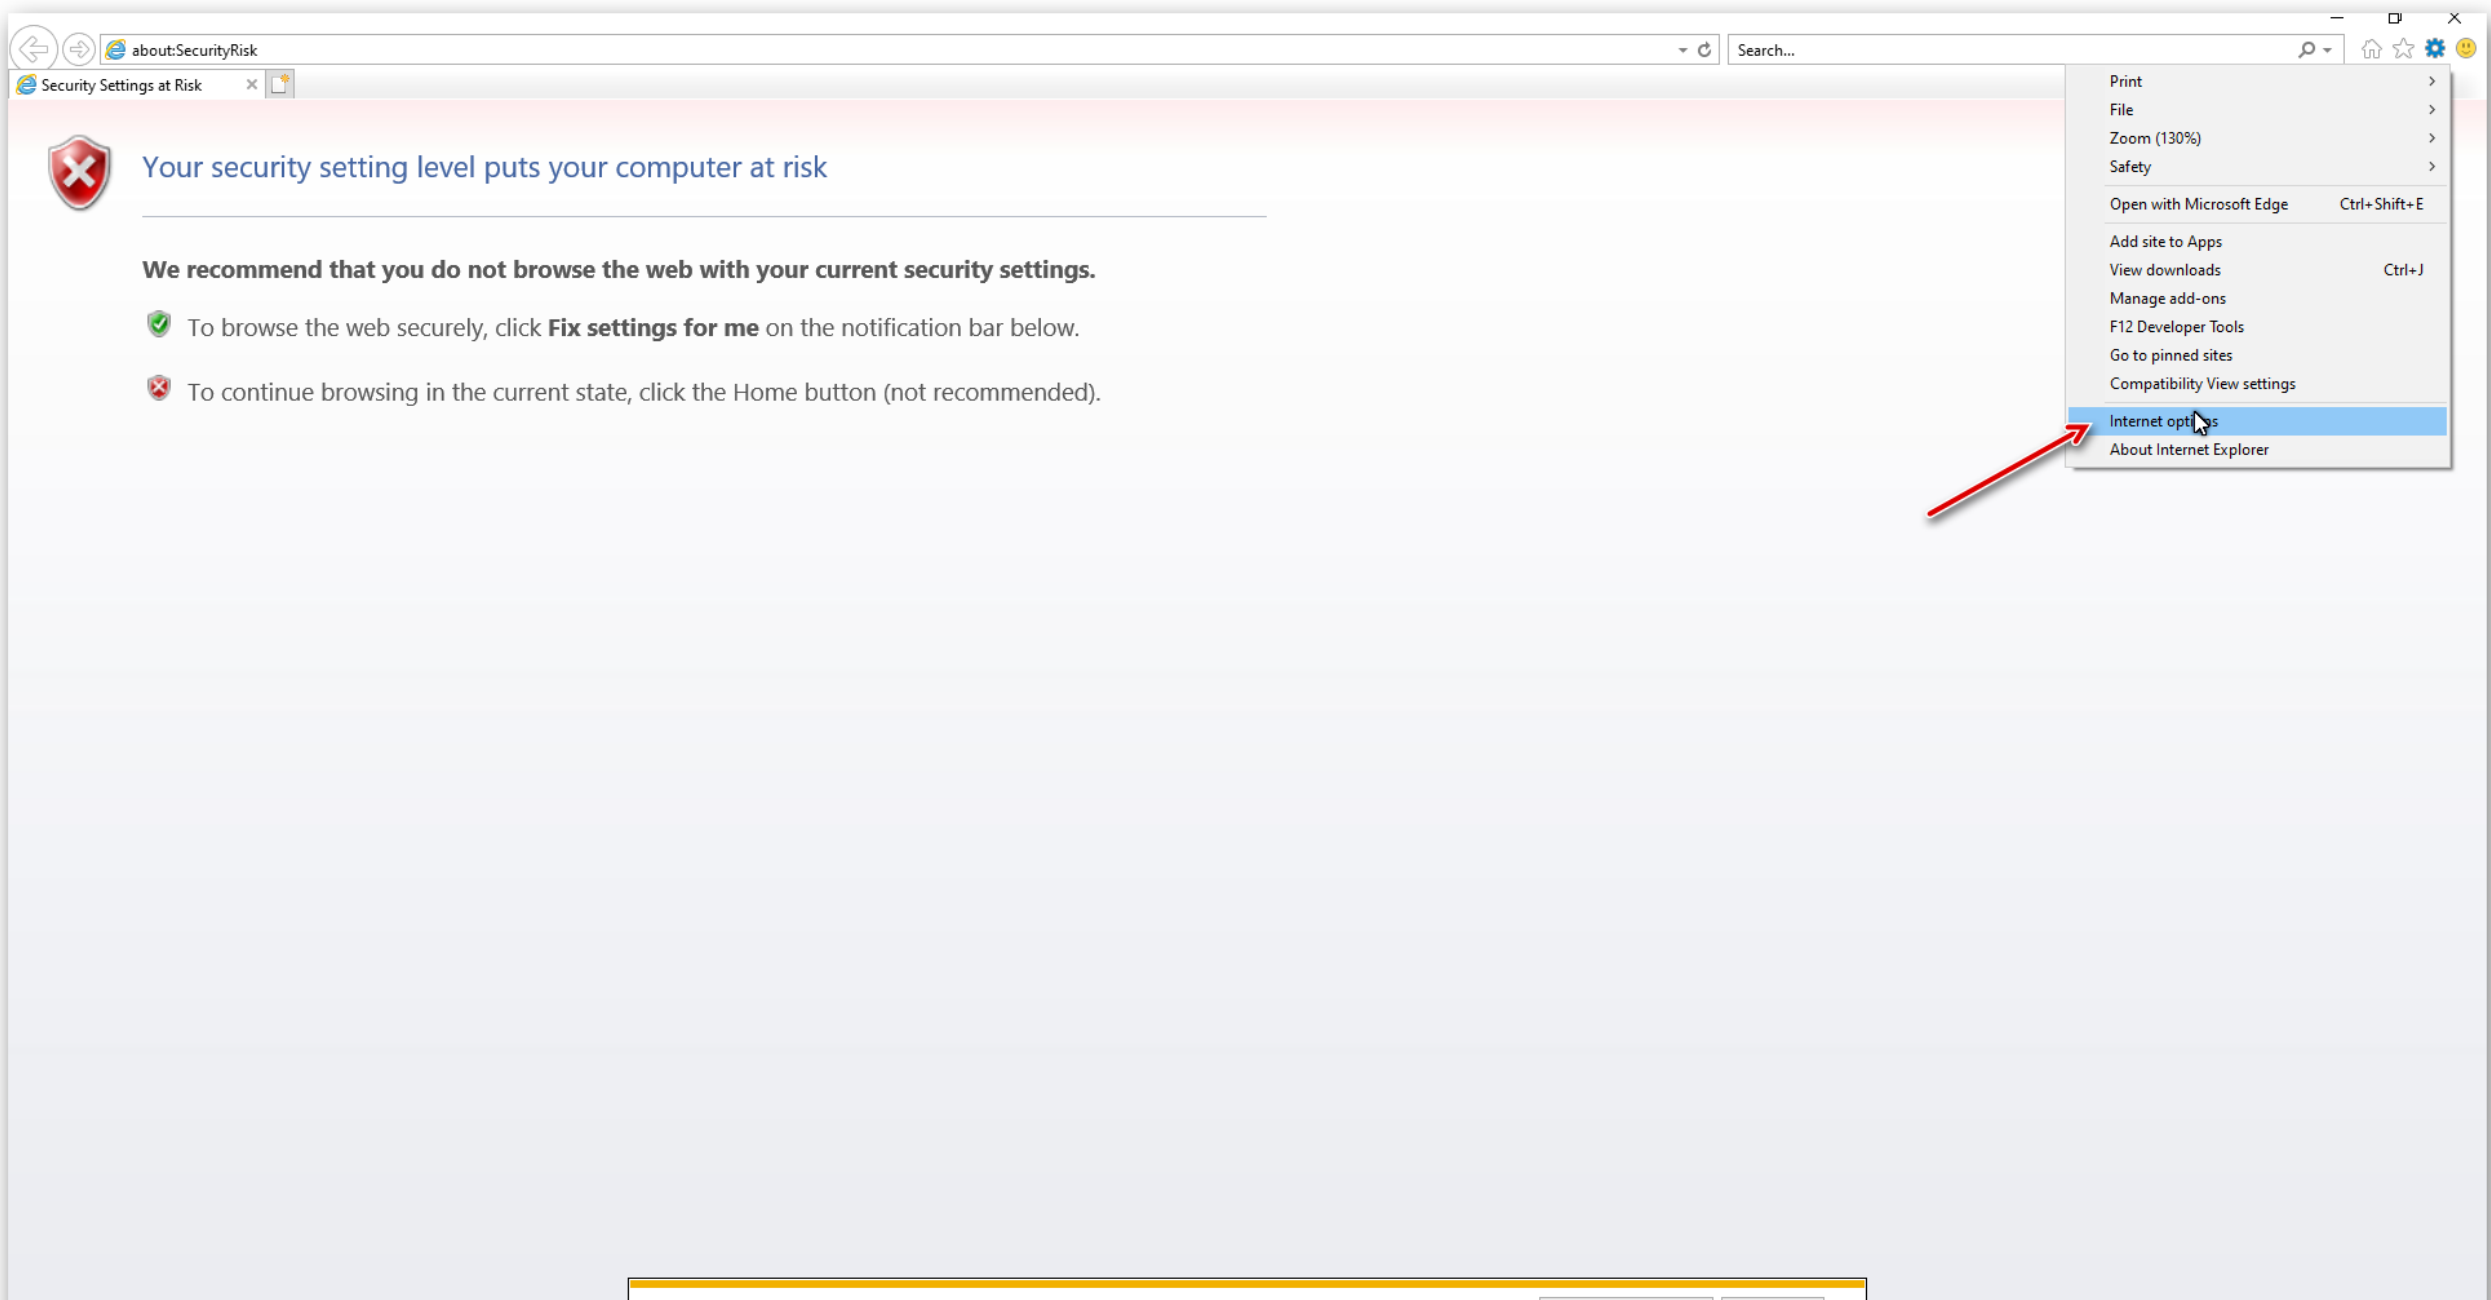 about:SecurityRisk
Search...
Security Settings at Risk
Your security setting level puts your computer at risk
We recommend that you do not browse the web with your current security settings.
To browse the web securely, click Fix settings for me on the notification bar below.
To continue browsing in the current state, click the Home button (not recommended).
Print
File
Zoom (130%)
Safety
Open with Microsoft Edge Ctrl+Shift+E
Add site to Apps
View downloads Ctrl+J
Manage add-ons
F12 Developer Tools
Go to pinned sites
Compatibility View settings
Internet options
About Internet Explorer